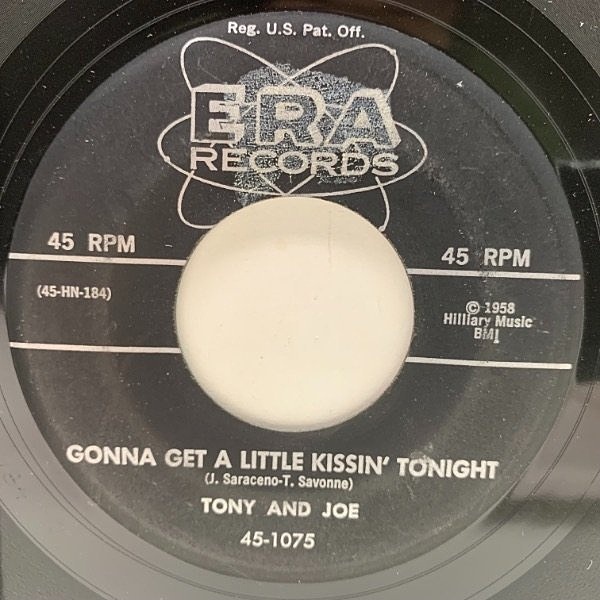 Reg. U.S. Pat. Off.
ERA
RECORDS
45 RPM
45 RPM
(45-HN-184)
© 1958
Hilliary Music
BMI
GONNA GET A LITTLE KISSIN' TONIGHT
(J. Saraceno-T. Savonne)
TONY AND JOE
45-1075